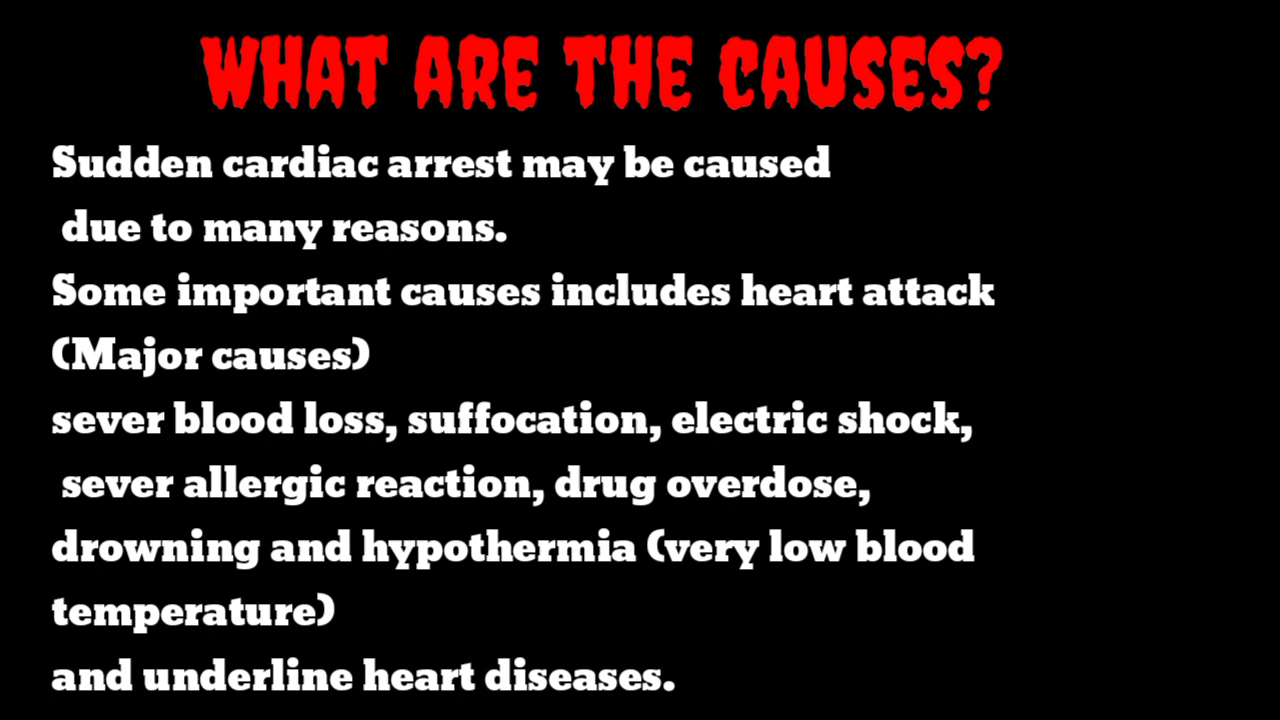 WHAT ARE THE CAUSES?
Sudden cardiac arrest may be caused
due to many reasons.
Some important causes includes heart attack
(Major causes)
sever blood loss, suffocation, electric shock,
sever allergic reaction, drug overdose,
drowning and hypothermia (very low blood
temperature)
and underline heart diseases.